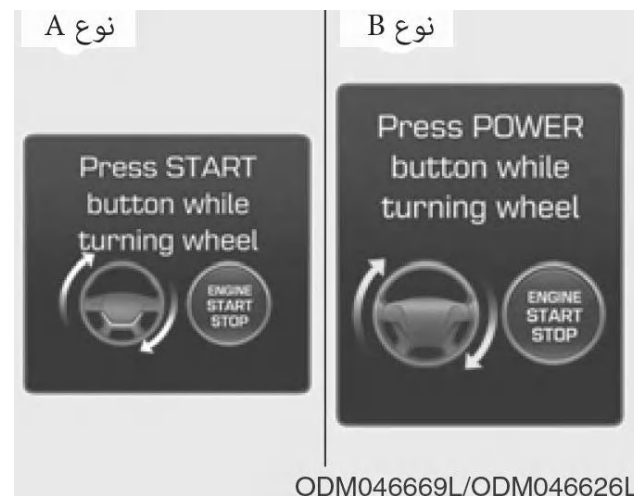 نوع A
Press START
button while
turning wheel
ENGINE
START
STOP
نوع B
Press POWER
button while
turning wheel
ENGINE
START
STOP
ODM046669L/ODM046626L